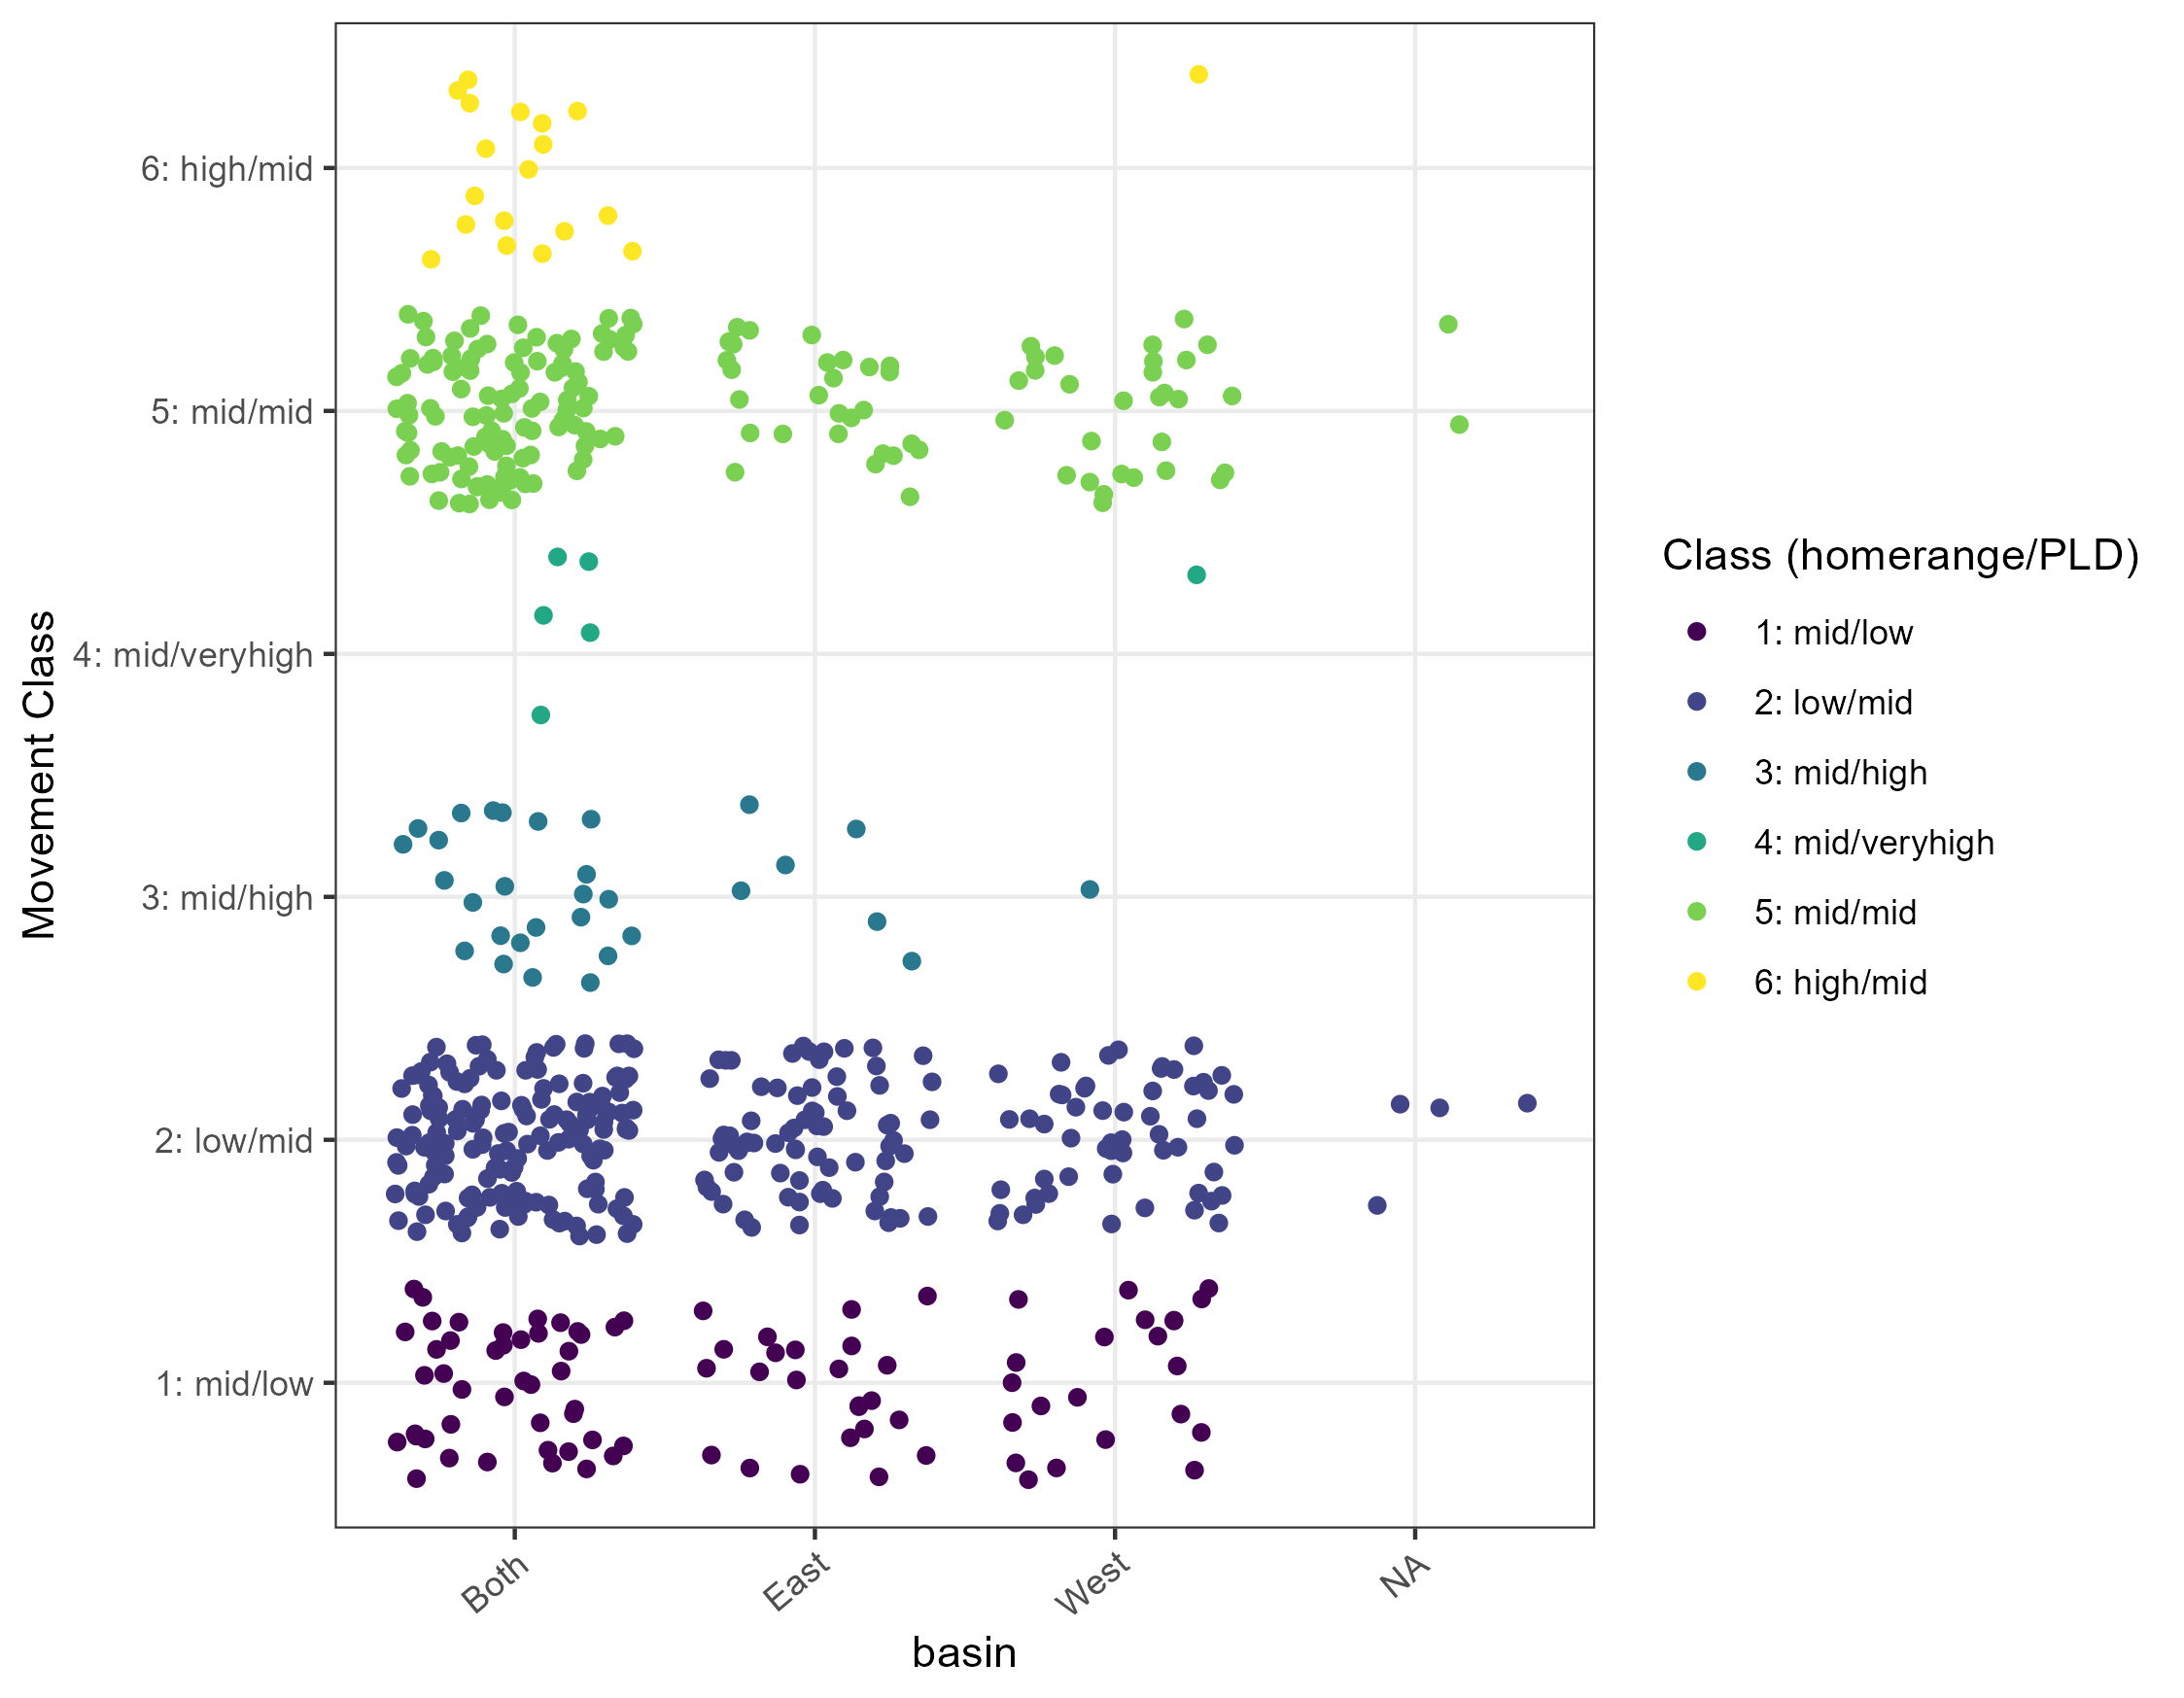 Movement Class
6: high/mid
5: mid/mid
4: mid/veryhigh
3: mid/high
2: low/mid
1: mid/low
Both
East
West
NA
basin
Class (homerange/PLD)
1: mid/low
2: low/mid
3: mid/high
4: mid/veryhigh
5: mid/mid
6: high/mid